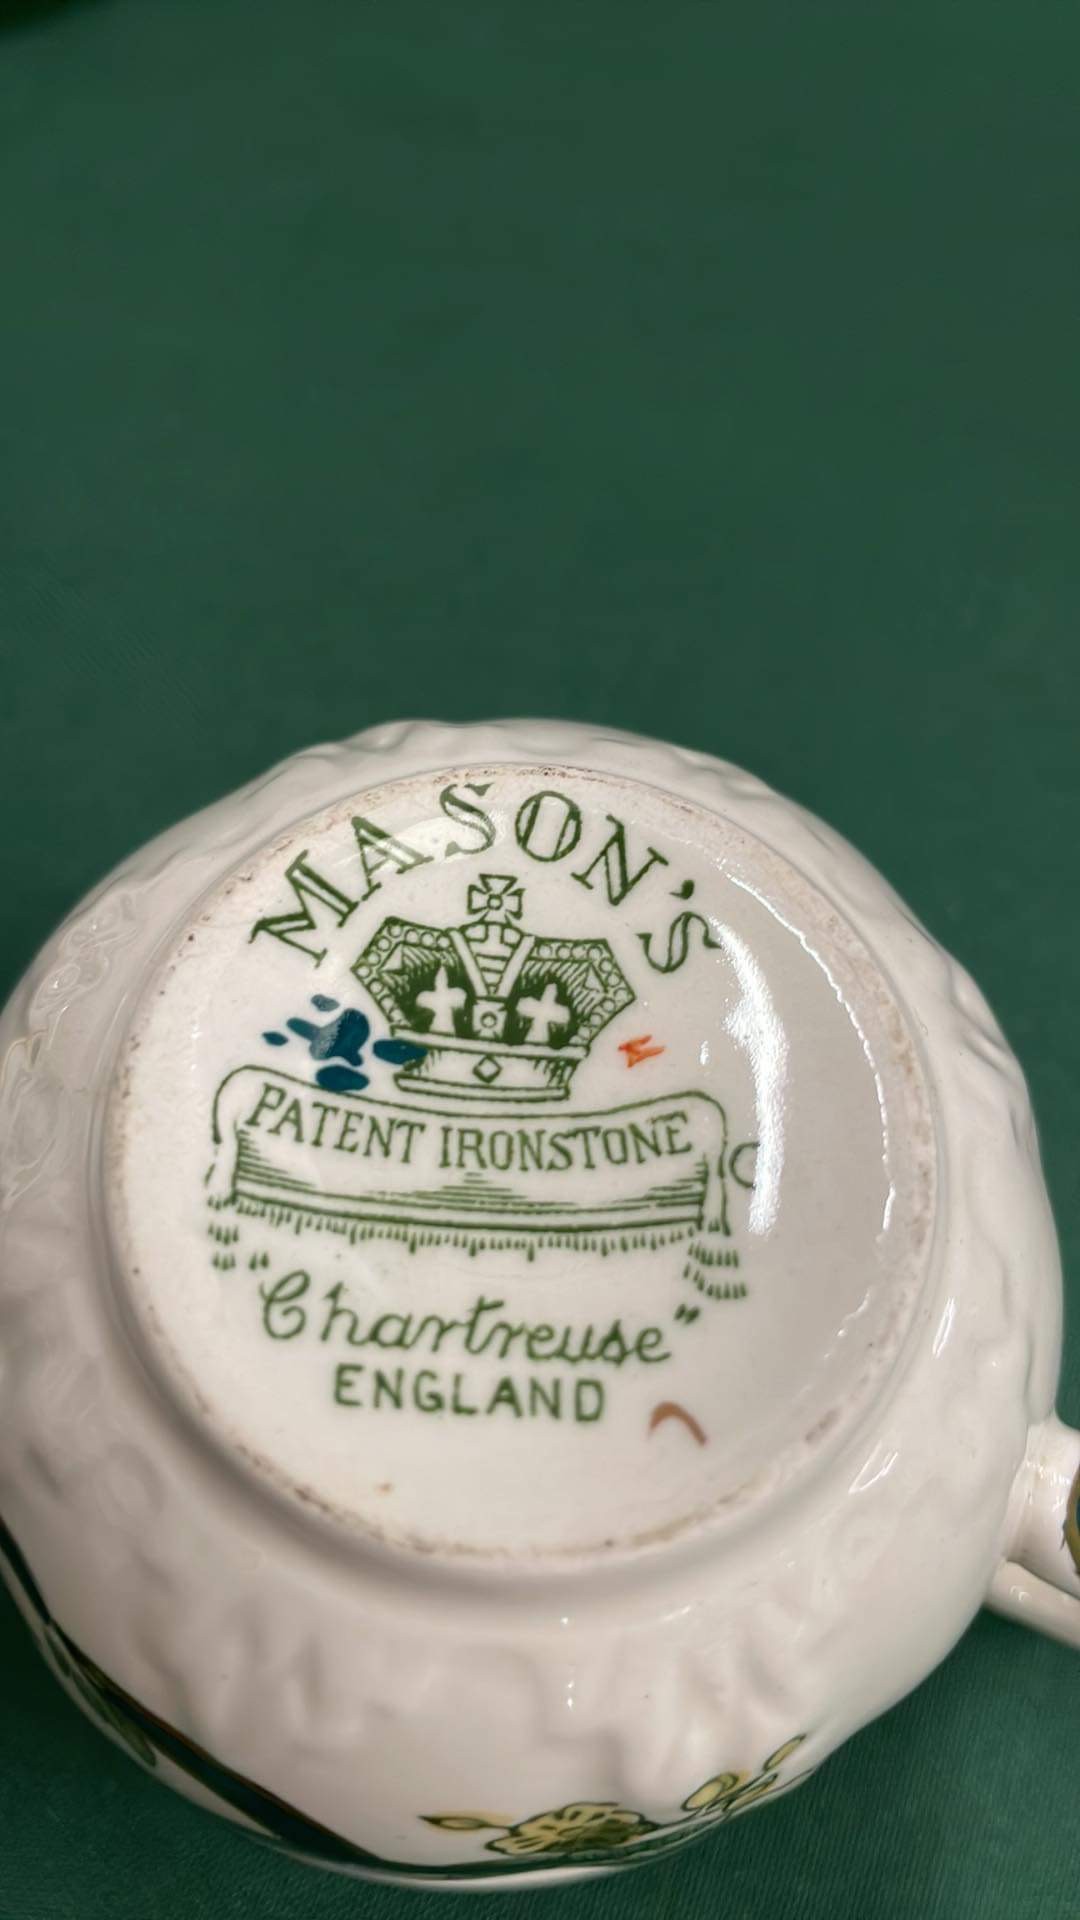 MASON'S
PATENT IRONSTONE
"Chartreuse"
ENGLAND